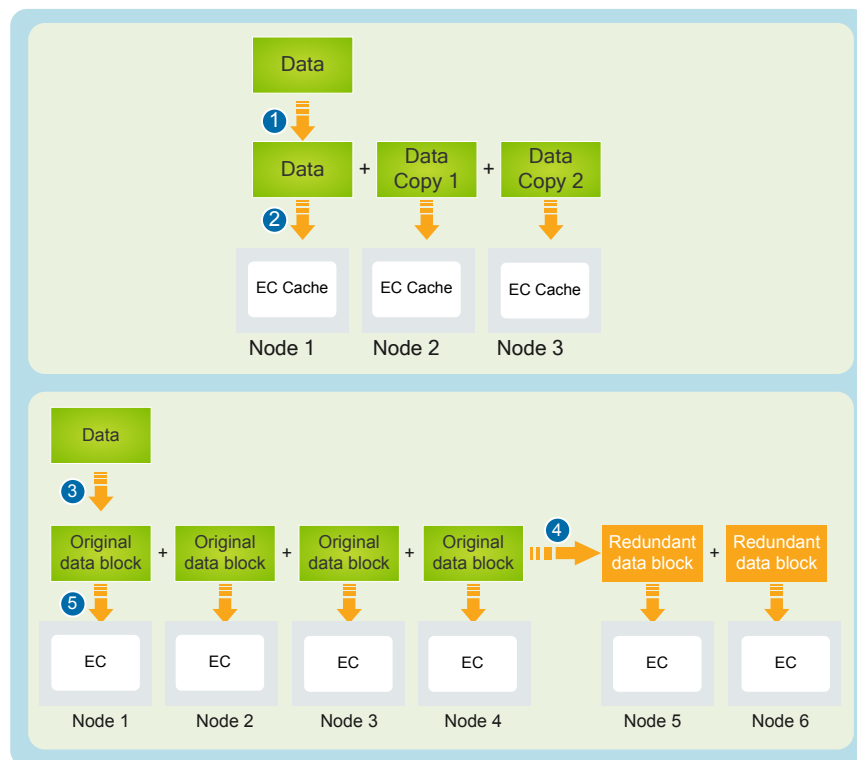 Data
1
Data + Data Copy 1 + Data Copy 2
2
EC Cache EC Cache EC Cache
Node 1 Node 2 Node 3
Data
3
4
Original data block + Original data block + Original data block + Original data block Redundant data block + Redundant data block
5
EC EC EC EC EC EC
Node 1 Node 2 Node 3 Node 4 Node 5 Node 6